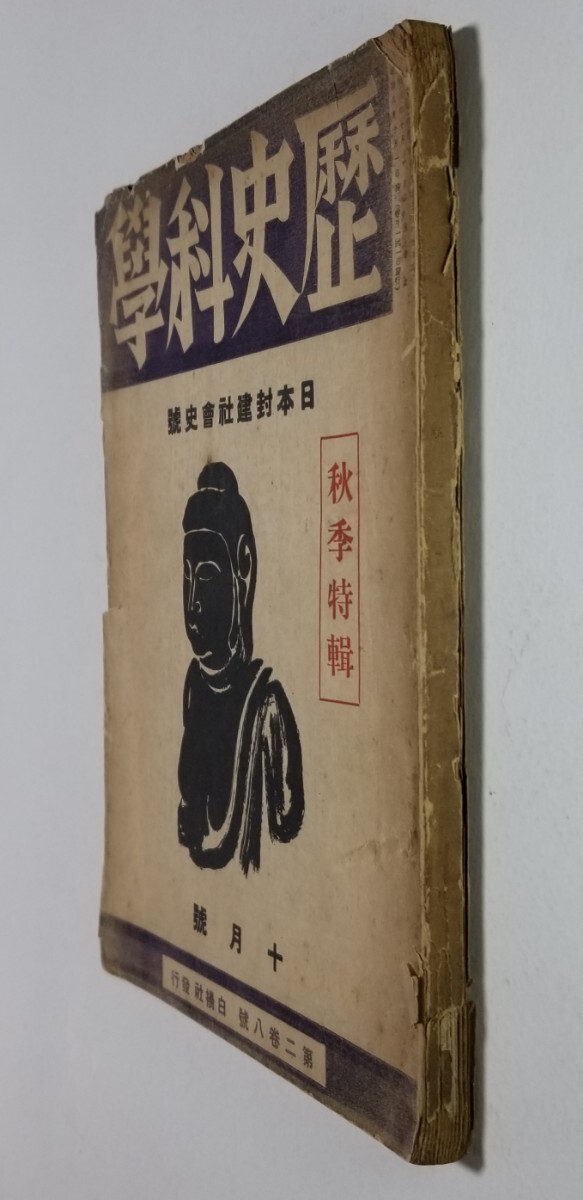 歷史科學
日本封建社會史號
秋季特輯
十月號
第二卷八號 白揚社發行